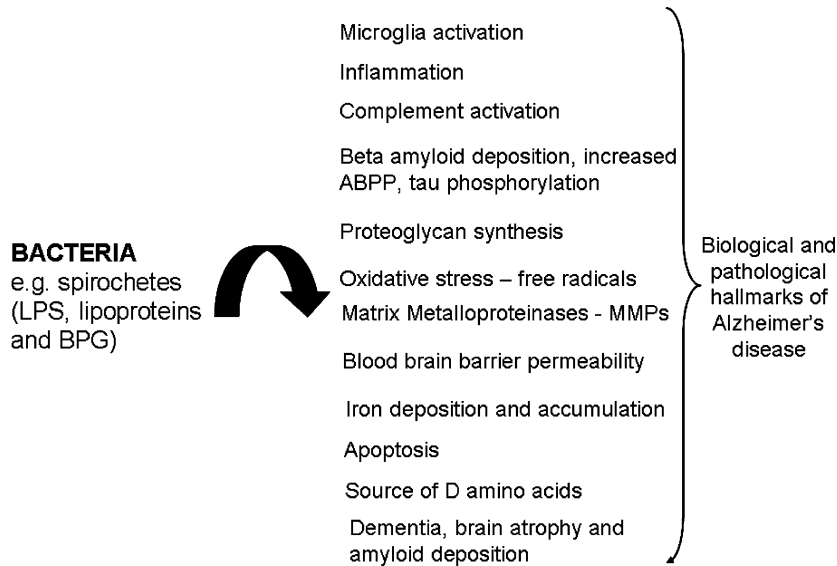 BACTERIA
e.g. spirochetes
(LPS, lipoproteins
and BPG)
Microglia activation
Inflammation
Complement activation
Beta amyloid deposition, increased
ABPP, tau phosphorylation
Proteoglycan synthesis
Oxidative stress – free radicals
Matrix Metalloproteinases - MMPs
Blood brain barrier permeability
Iron deposition and accumulation
Apoptosis
Source of D amino acids
Dementia, brain atrophy and
amyloid deposition
Biological and
pathological
hallmarks of
Alzheimer's
disease